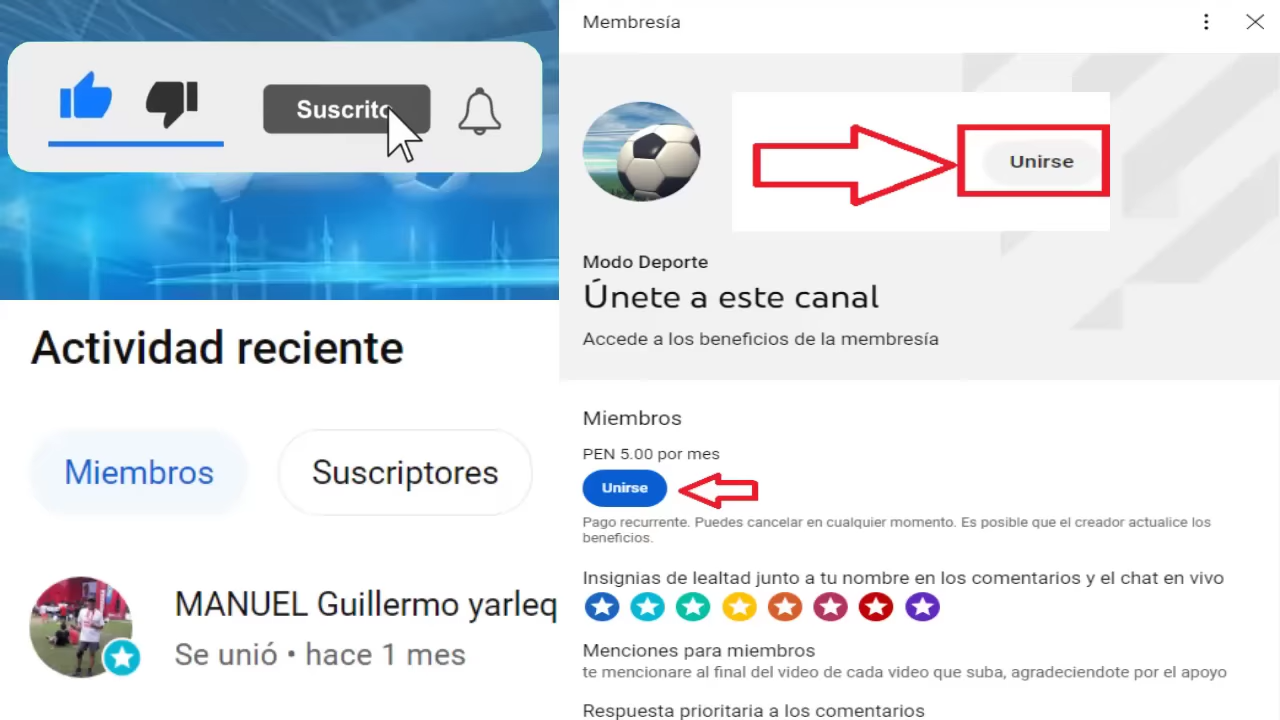 Suscrito
Actividad reciente
Miembros
Suscriptores
MANUEL Guillermo yarleq
Se unió • hace 1 mes
Membresía
Unirse
Modo Deporte
Únete a este canal
Accede a los beneficios de la membresía
Miembros
PEN 5.00 por mes
Unirse
Pago recurrente. Puedes cancelar en cualquier momento. Es posible que el creador actualice los
beneficios.
Insignias de lealtad junto a tu nombre en los comentarios y el chat en vivo
Menciones para miembros
te mencionare al final del video de cada video que suba, agradeciendote por el apoyo
Respuesta prioritaria a los comentarios